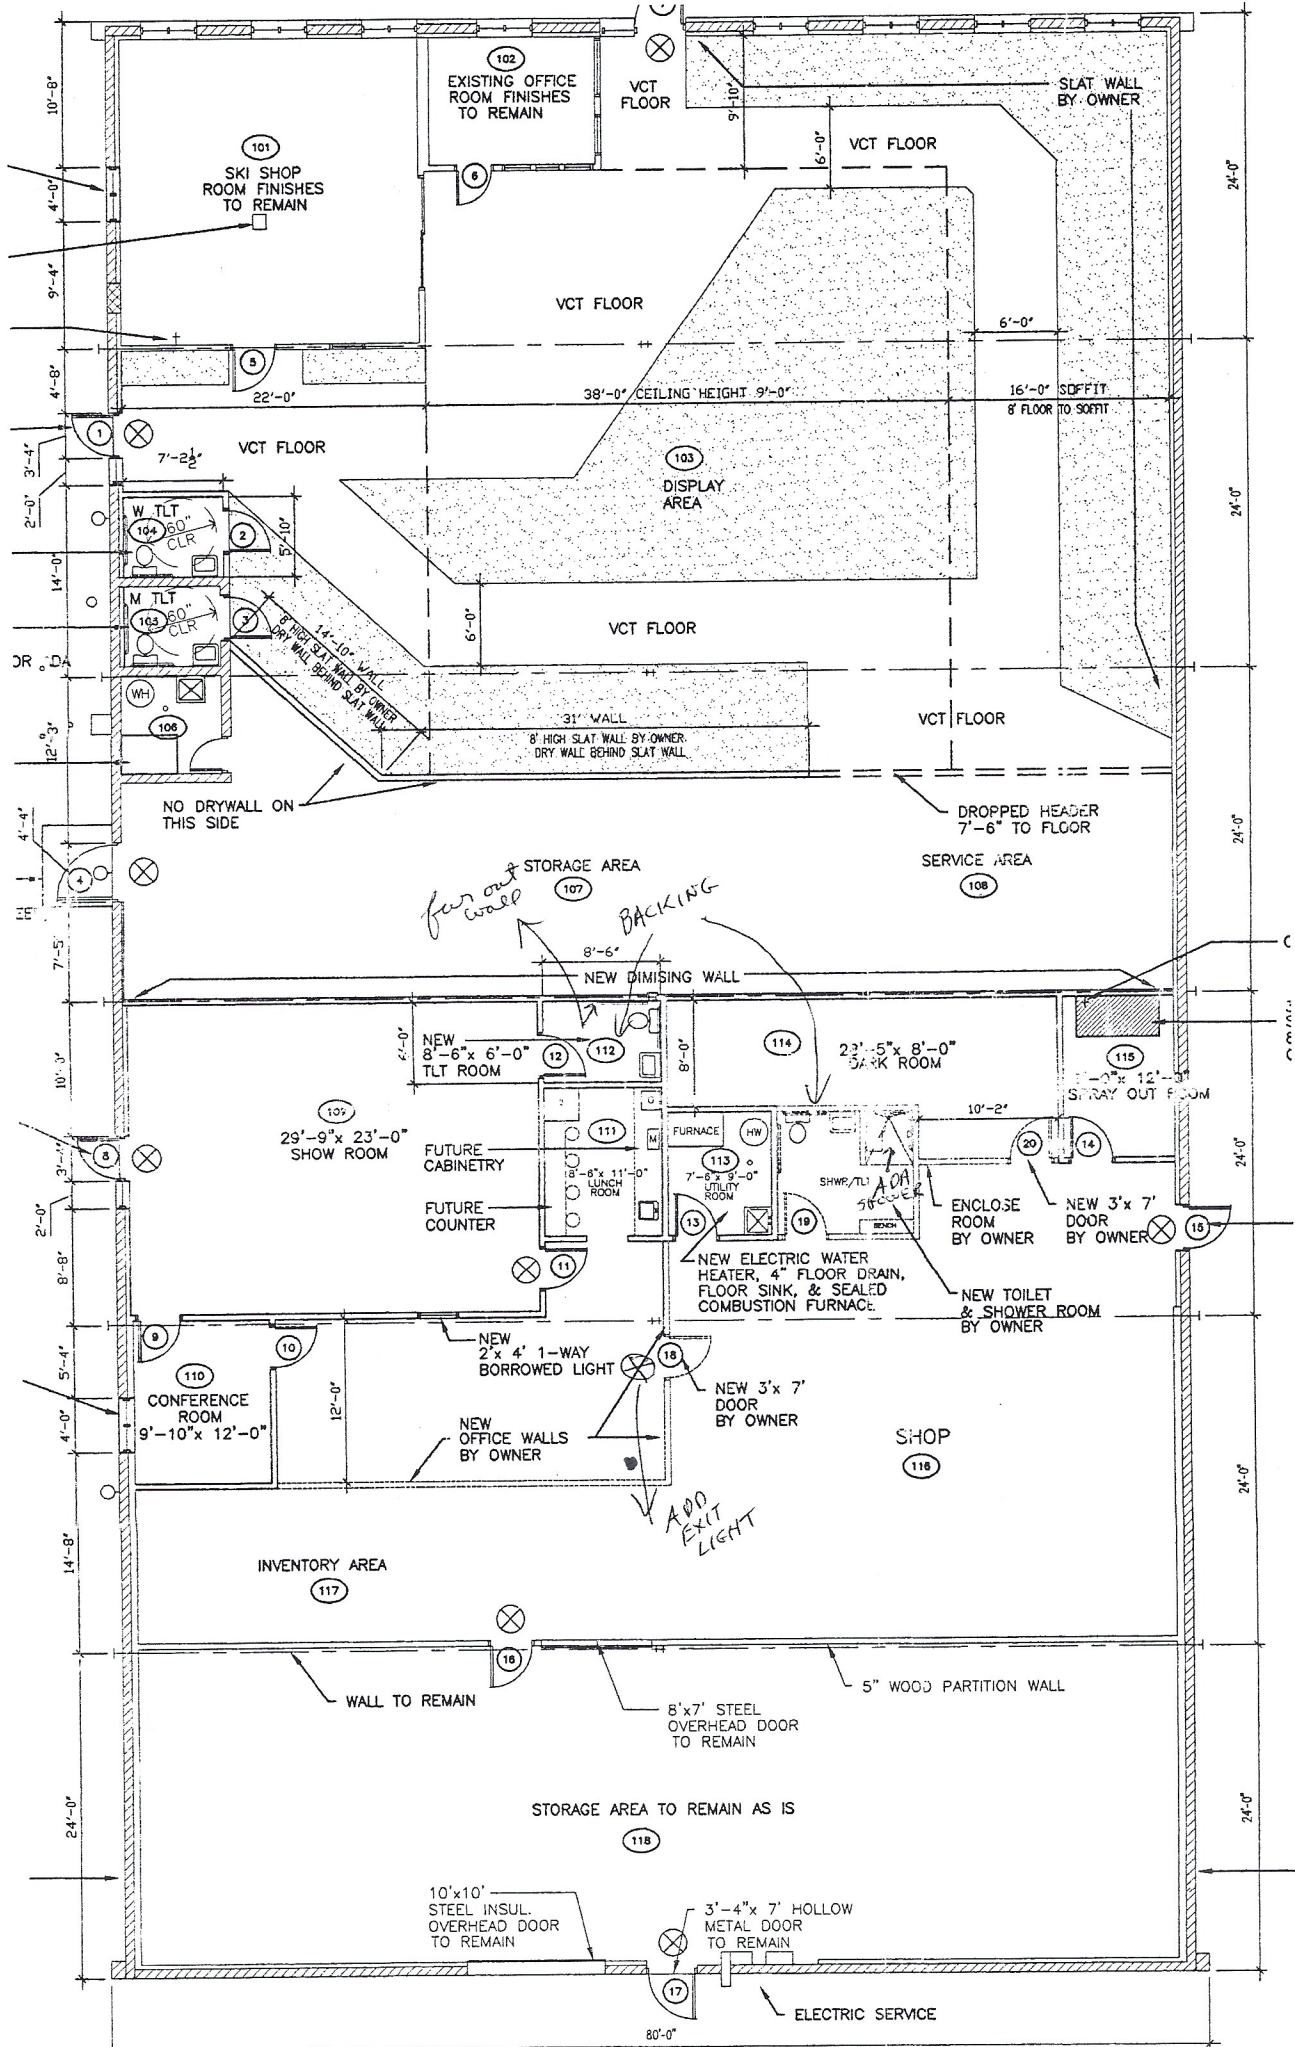 102
EXISTING OFFICE
ROOM FINISHES
TO REMAIN
VCT
FLOOR
SLAT WALL
BY OWNER
10'-8"
9'-10"
6'-0"
VCT FLOOR
24'-0"
101
SKI SHOP
ROOM FINISHES
TO REMAIN
6
4'-0"
9'-4"
VCT FLOOR
6'-0"
5
4'-8"
22'-0"
38'-0" CEILING HEIGHT 9'-0"
16'-0" SOFFIT
8' FLOOR TO SOFFIT
1
3'-4"
VCT FLOOR
7'-2½"
103
DISPLAY
AREA
2'-0"
24'-0"
W TLT
104
60"
CLR
2
5'-10"
14'-0"
M TLT
60"
CLR
3
14'-10" WALL
8' HIGH SLAT WALL BY OWNER
DRY WALL BEHIND SLAT WALL
6'-0"
VCT FLOOR
WH
106
12'-3"
31' WALL
8' HIGH SLAT WALL BY OWNER
DRY WALL BEHIND SLAT WALL
VCT FLOOR
NO DRYWALL ON
THIS SIDE
DROPPED HEADER
7'-6" TO FLOOR
24'-0"
4'-4"
4
STORAGE AREA
107
SERVICE AREA
108
fur out
wall
BACKING
7'-5"
8'-6"
NEW DIMISING WALL
NEW
8'-6"x 6'-0"
TLT ROOM
6'-0"
12
112
8'-0"
114
DARK ROOM
115
SPRAY OUT ROOM
10'-0"
109
29'-9"x 23'-0"
SHOW ROOM
FUTURE
CABINETRY
111
8'-6"x 11'-0"
LUNCH
ROOM
M
FURNACE
HW
113
7'-6"x 9'-0"
UTILITY
ROOM
SHWR/TLT
ADA
SHOWER
BENCH
10'-2"
20
14
8
24'-0"
FUTURE
COUNTER
2'-0"
13
19
ENCLOSE
ROOM
BY OWNER
NEW 3'x 7'
DOOR
BY OWNER
15
8'-8"
11
NEW ELECTRIC WATER
HEATER, 4" FLOOR DRAIN,
FLOOR SINK, & SEALED
COMBUSTION FURNACE
NEW TOILET
& SHOWER ROOM
BY OWNER
9
10
NEW
2'x 4' 1-WAY
BORROWED LIGHT
18
5'-4"
110
CONFERENCE
ROOM
9'-10"x 12'-0"
12'-0"
NEW 3'x 7'
DOOR
BY OWNER
4'-0"
NEW
OFFICE WALLS
BY OWNER
SHOP
116
24'-0"
ADD
EXIT
LIGHT
14'-8"
INVENTORY AREA
117
16
WALL TO REMAIN
5" WOOD PARTITION WALL
8'x7' STEEL
OVERHEAD DOOR
TO REMAIN
24'-0"
STORAGE AREA TO REMAIN AS IS
118
24'-0"
10'x10'
STEEL INSUL.
OVERHEAD DOOR
TO REMAIN
3'-4"x 7' HOLLOW
METAL DOOR
TO REMAIN
17
ELECTRIC SERVICE
80'-0"